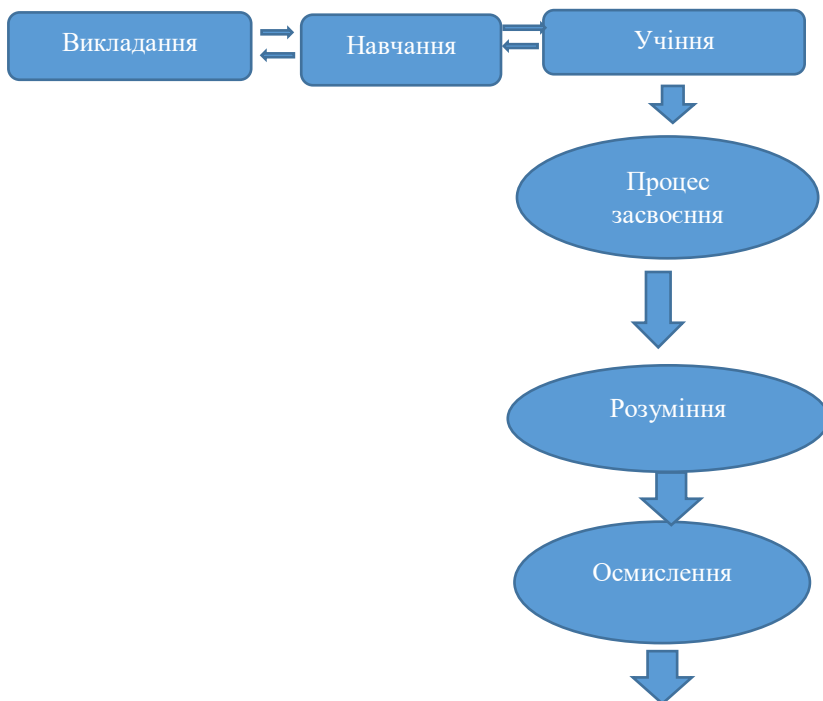 Викладання
Навчання
Учіння
Процес
засвоєння
Розуміння
Осмислення